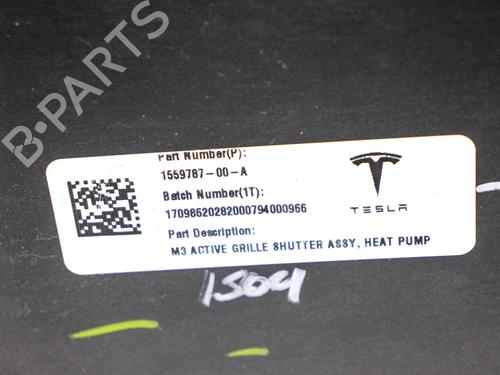 B-PARTS
Part Number(P):
1559787-00-A
Batch Number(1T):
17098620282000794000966
Part Description:
M3 ACTIVE GRILLE SHUTTER ASSY, HEAT PUMP
TESLA
1504